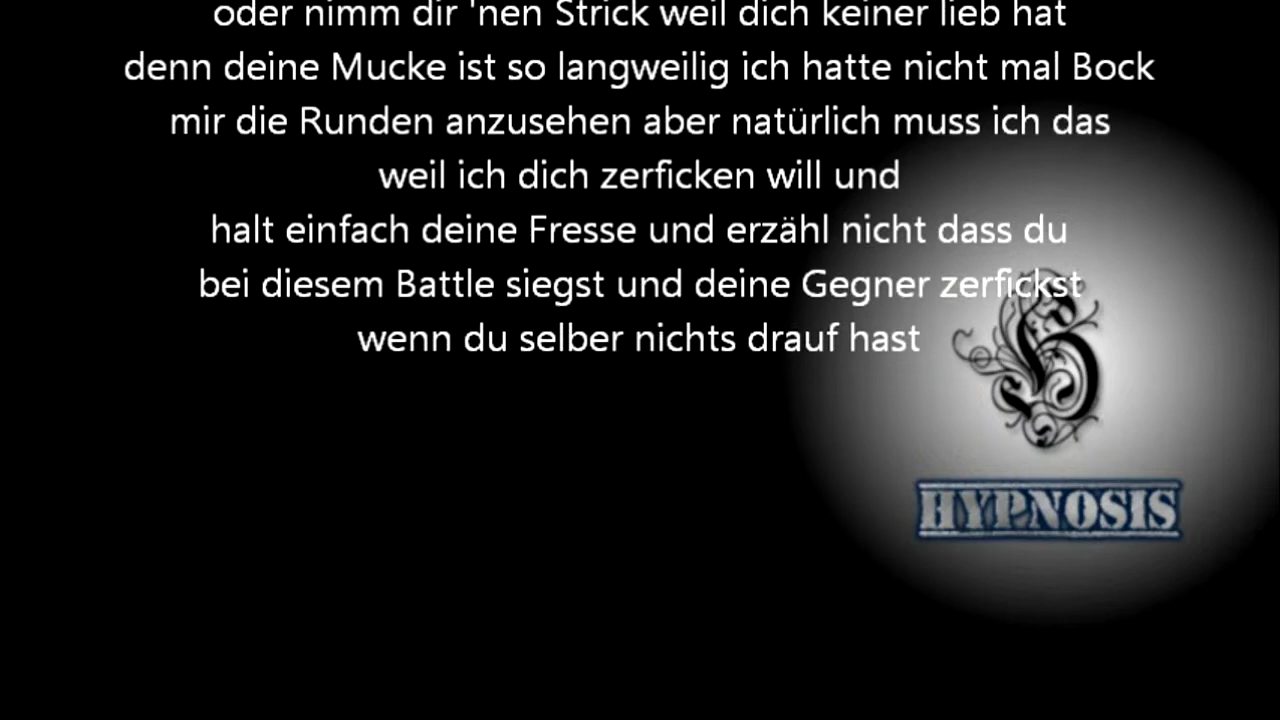 oder nimm dir 'nen Strick weil dich keiner lieb hat
denn deine Mucke ist so langweilig ich hatte nicht mal Bock
mir die Runden anzusehen aber natürlich muss ich das
weil ich dich zerficken will und
halt einfach deine Fresse und erzähl nicht dass du
bei diesem Battle siegst und deine Gegner zerfickst
wenn du selber nichts drauf hast
H
HYPNOSIS